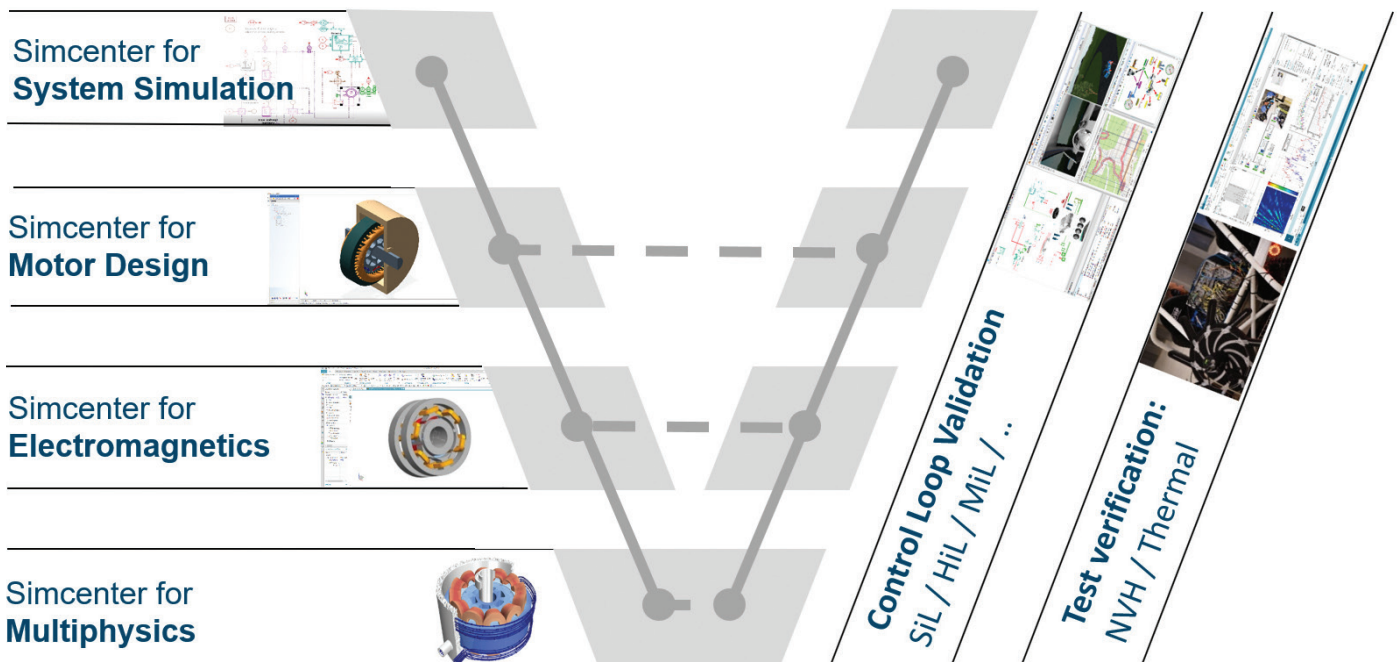 Simcenter for
System Simulation
Simcenter for
Motor Design
Simcenter for
Electromagnetics
Simcenter for
Multiphysics
Control Loop Validation
SiL / HiL / MiL / ..
Test verification:
NVH / Thermal